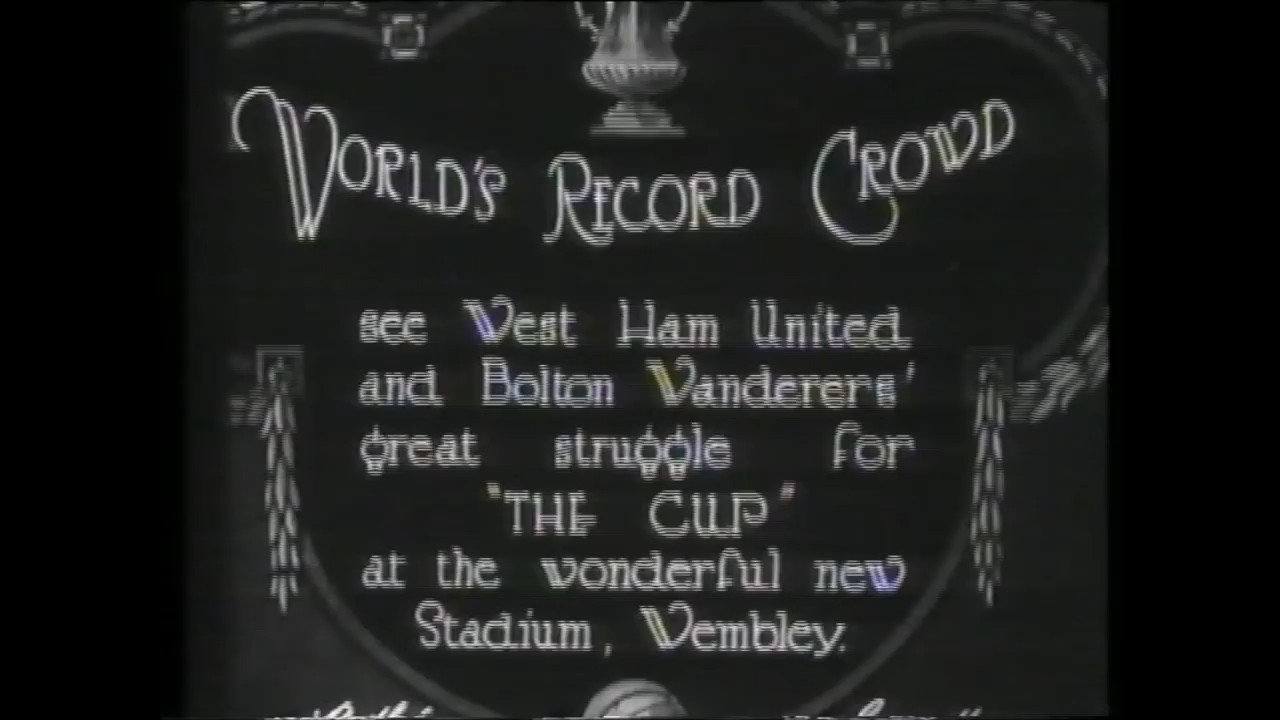 WORLD'S RECORD CROWD
see West Ham United
and Bolton Wanderers'
great struggle for
"THE CUP"
at the wonderful new
Stadium, Wembley.